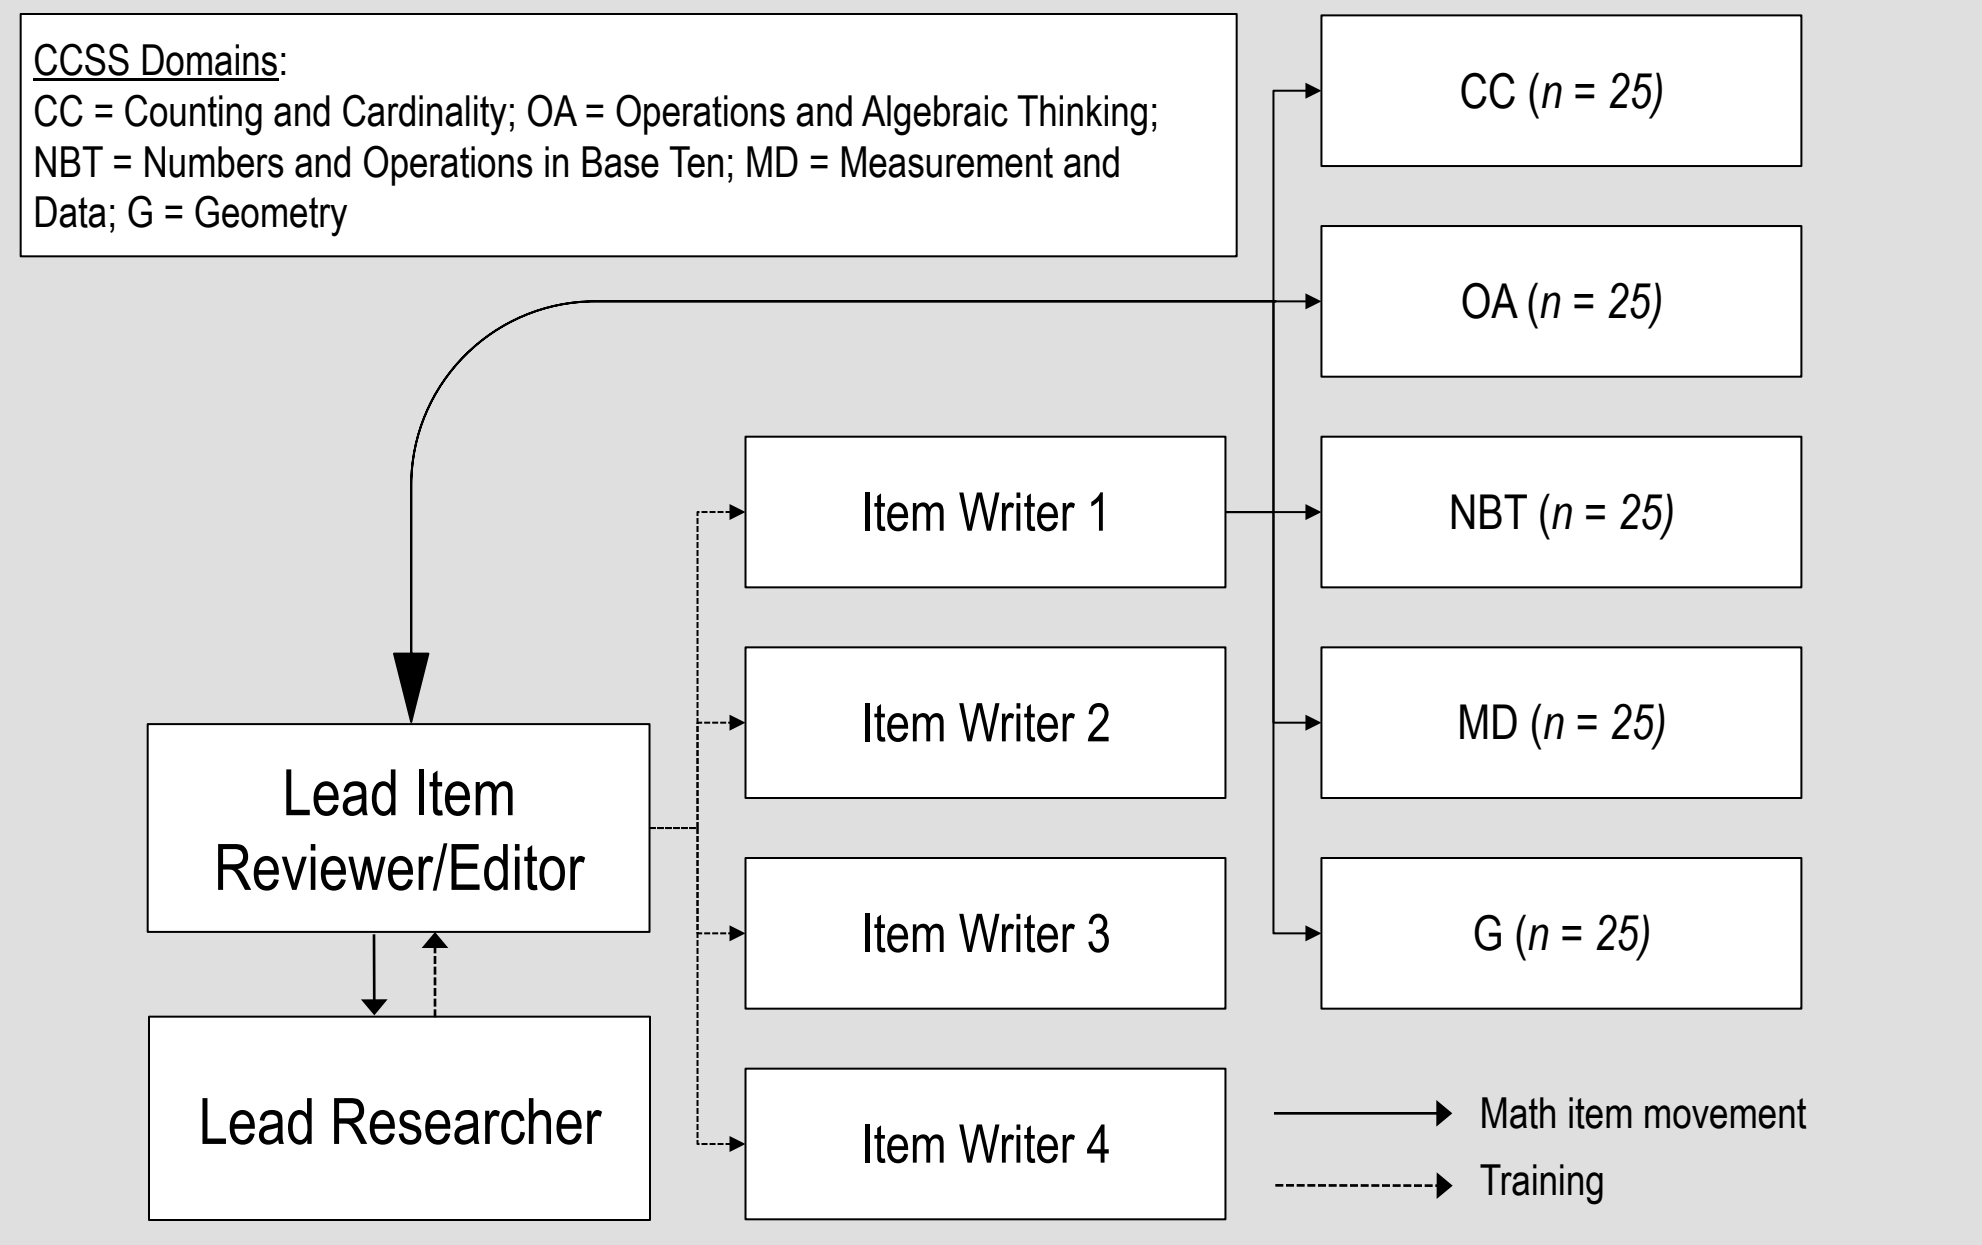 CCSS Domains:
CC = Counting and Cardinality; OA = Operations and Algebraic Thinking;
NBT = Numbers and Operations in Base Ten; MD = Measurement and
Data; G = Geometry
CC (n = 25)
OA (n = 25)
Item Writer 1
NBT (n = 25)
Item Writer 2
MD (n = 25)
Lead Item
Reviewer/Editor
Item Writer 3
G (n = 25)
Lead Researcher
Item Writer 4
Math item movement
Training